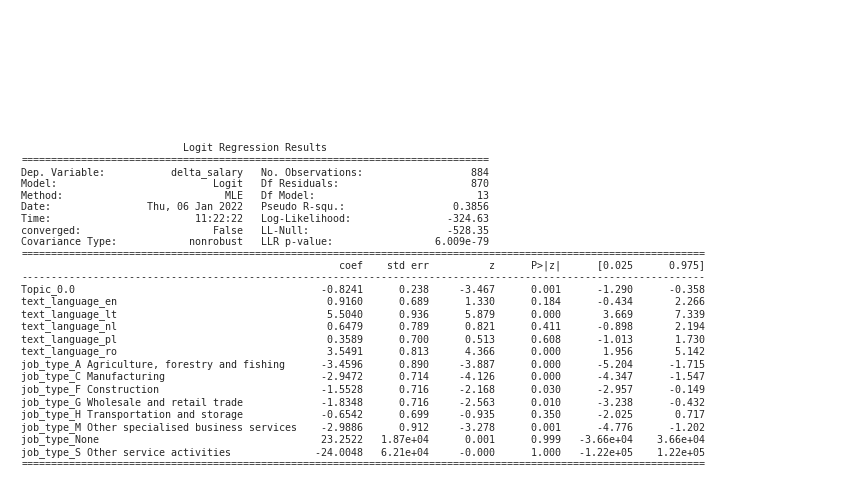 Logit Regression Results
==============================================================================
Dep. Variable: delta_salary No. Observations: 884
Model: Logit Df Residuals: 870
Method: MLE Df Model: 13
Date: Thu, 06 Jan 2022 Pseudo R-squ.: 0.3856
Time: 11:22:22 Log-Likelihood: -324.63
converged: False LL-Null: -528.35
Covariance Type: nonrobust LLR p-value: 6.009e-79
==================================================================================================================
coef std err z P>|z| [0.025 0.975]
------------------------------------------------------------------------------------------------------------------
Topic_0.0 -0.8241 0.238 -3.467 0.001 -1.290 -0.358
text_language_en 0.9160 0.689 1.330 0.184 -0.434 2.266
text_language_lt 5.5040 0.936 5.879 0.000 3.669 7.339
text_language_nl 0.6479 0.789 0.821 0.411 -0.898 2.194
text_language_pl 0.3589 0.700 0.513 0.608 -1.013 1.730
text_language_ro 3.5491 0.813 4.366 0.000 1.956 5.142
job_type_A Agriculture, forestry and fishing -3.4596 0.890 -3.887 0.000 -5.204 -1.715
job_type_C Manufacturing -2.9472 0.714 -4.126 0.000 -4.347 -1.547
job_type_F Construction -1.5528 0.716 -2.168 0.030 -2.957 -0.149
job_type_G Wholesale and retail trade -1.8348 0.716 -2.563 0.010 -3.238 -0.432
job_type_H Transportation and storage -0.6542 0.699 -0.935 0.350 -2.025 0.717
job_type_M Other specialised business services -2.9886 0.912 -3.278 0.001 -4.776 -1.202
job_type_None 23.2522 1.87e+04 0.001 0.999 -3.66e+04 3.66e+04
job_type_S Other service activities -24.0048 6.21e+04 -0.000 1.000 -1.22e+05 1.22e+05
==================================================================================================================